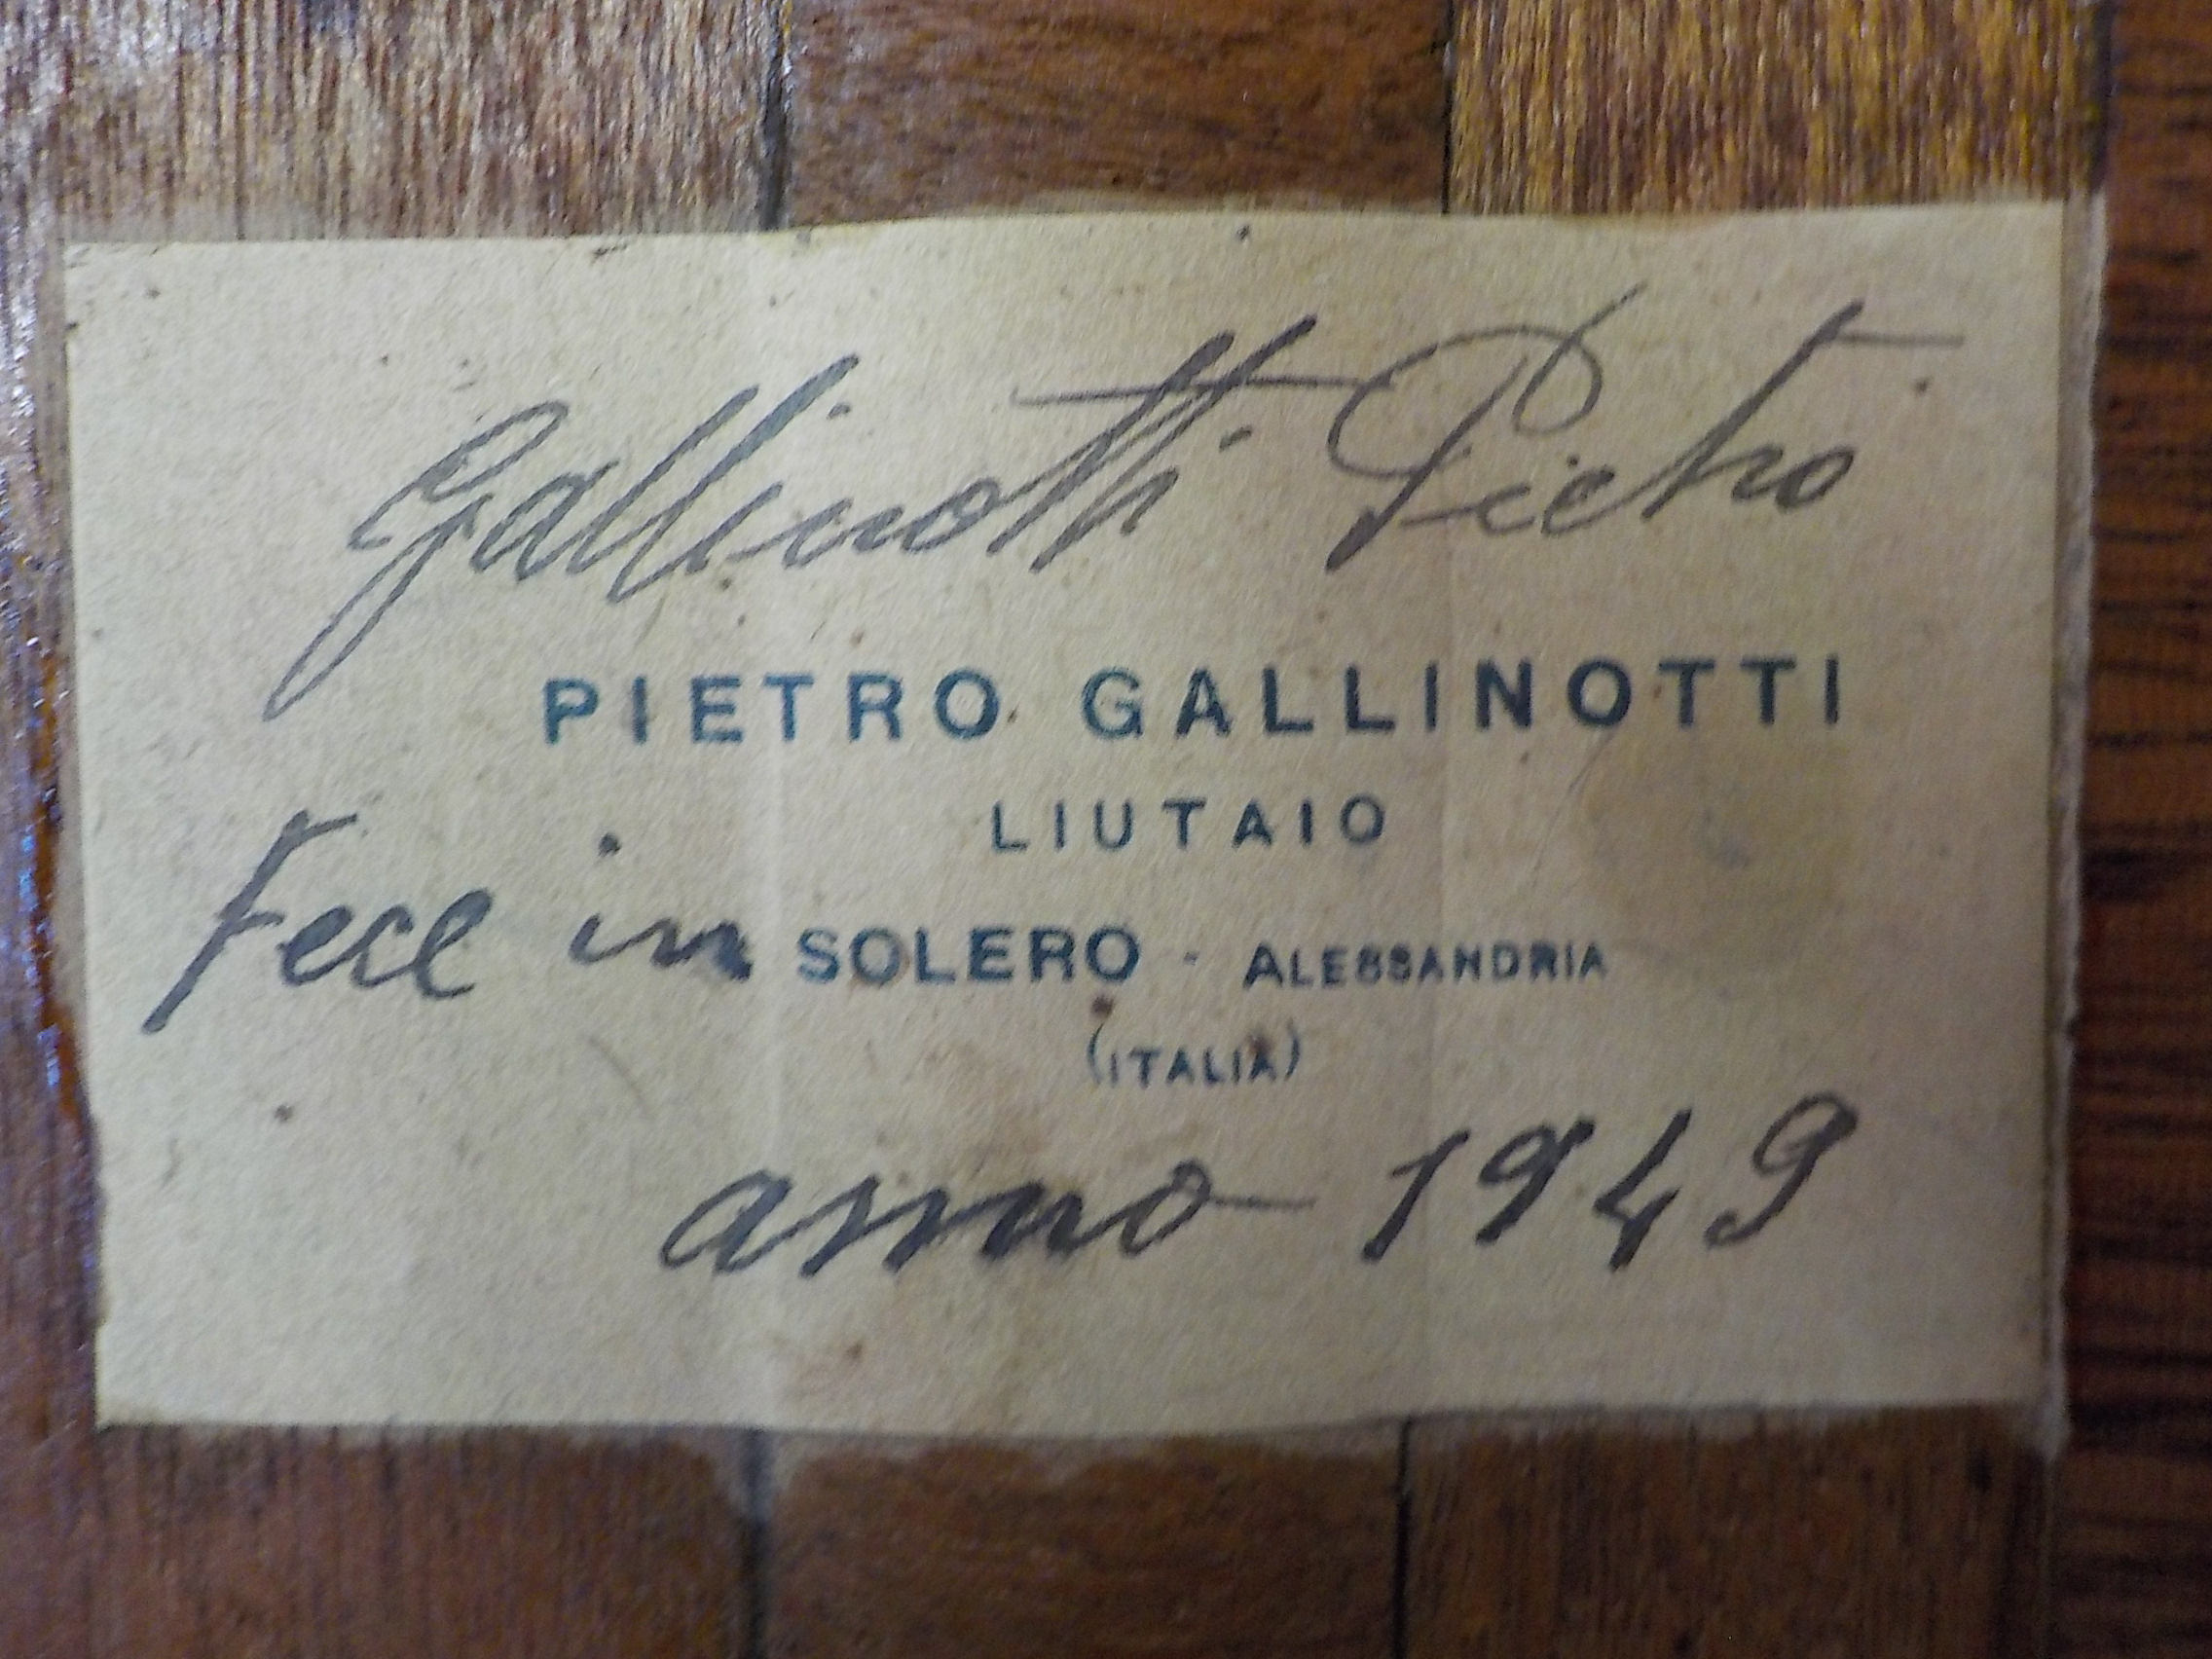 Gallinotti Pietro
PIETRO GALLINOTTI
LIUTAIO
Fece in SOLERO - ALESSANDRIA
(ITALIA)
anno 1949